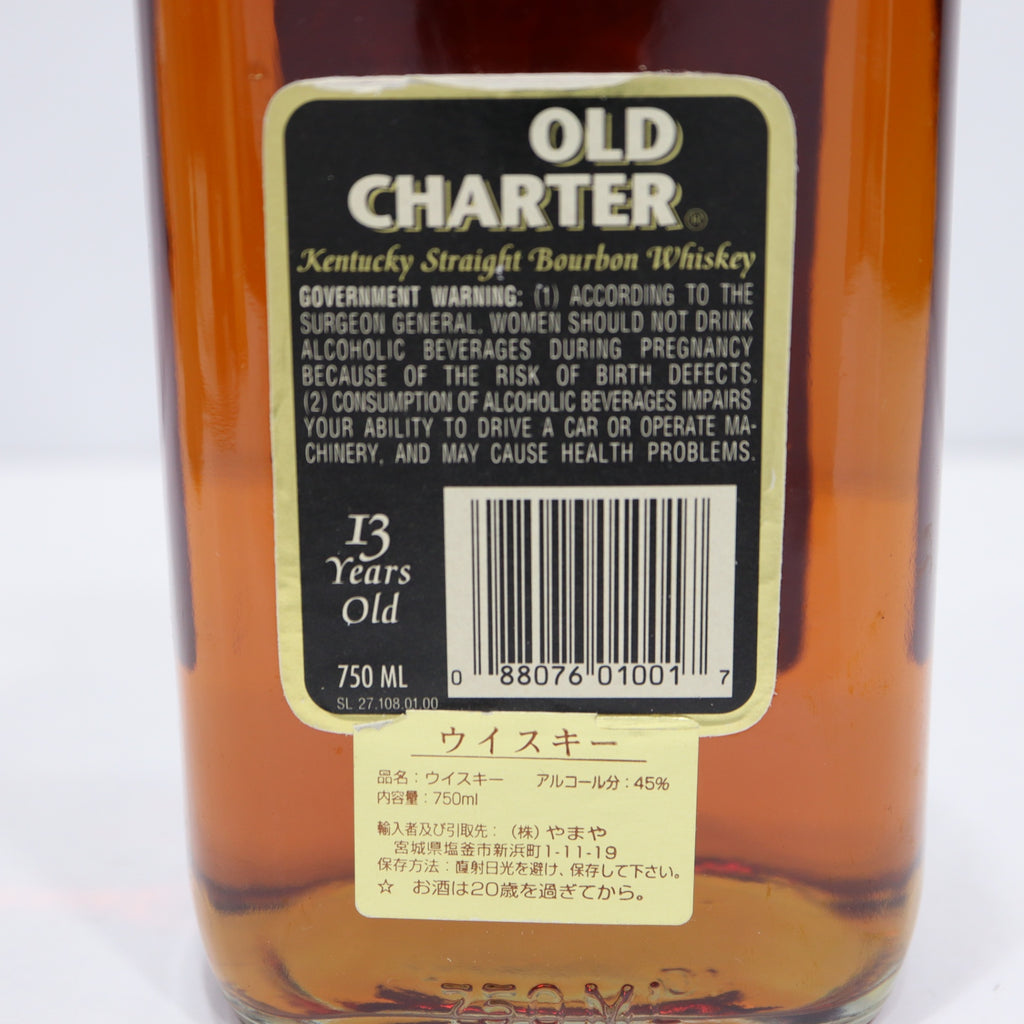 OLD
CHARTER®
Kentucky Straight Bourbon Whiskey
GOVERNMENT WARNING: (1) ACCORDING TO THE
SURGEON GENERAL, WOMEN SHOULD NOT DRINK
ALCOHOLIC BEVERAGES DURING PREGNANCY
BECAUSE OF THE RISK OF BIRTH DEFECTS.
(2) CONSUMPTION OF ALCOHOLIC BEVERAGES IMPAIRS
YOUR ABILITY TO DRIVE A CAR OR OPERATE MA-
CHINERY, AND MAY CAUSE HEALTH PROBLEMS.
13
Years
Old
750 ML
SL 27.108.01.00
0 88076 01001 7
ウイスキー
品名：ウイスキー アルコール分：45%
内容量：750ml
輸入者及び引取先：（株）やまや
宮城県塩釜市新浜町1-11-19
保存方法：直射日光を避け、保存して下さい。
☆ お酒は20歳を過ぎてから。
750